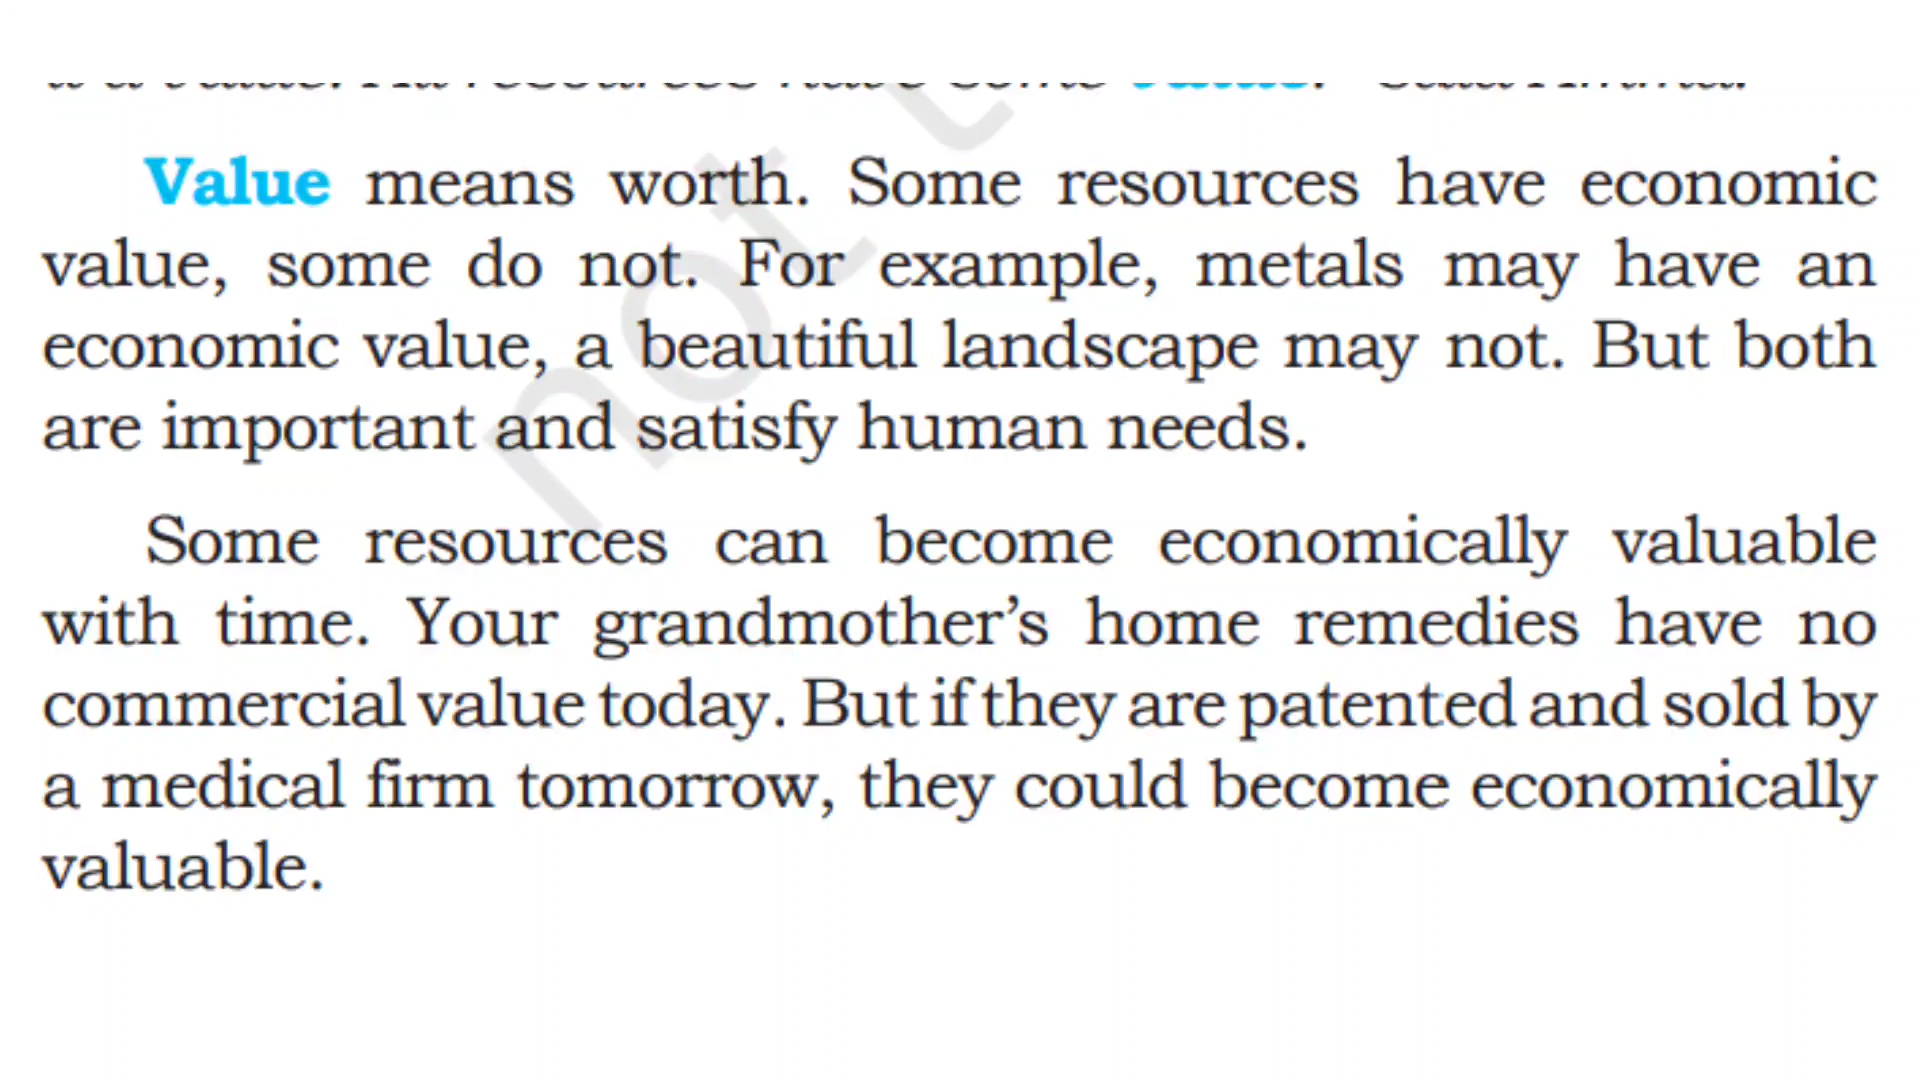 Value means worth. Some resources have economic
value, some do not. For example, metals may have an
economic value, a beautiful landscape may not. But both
are important and satisfy human needs.
Some resources can become economically valuable
with time. Your grandmother’s home remedies have no
commercial value today. But if they are patented and sold by
a medical firm tomorrow, they could become economically
valuable.
not